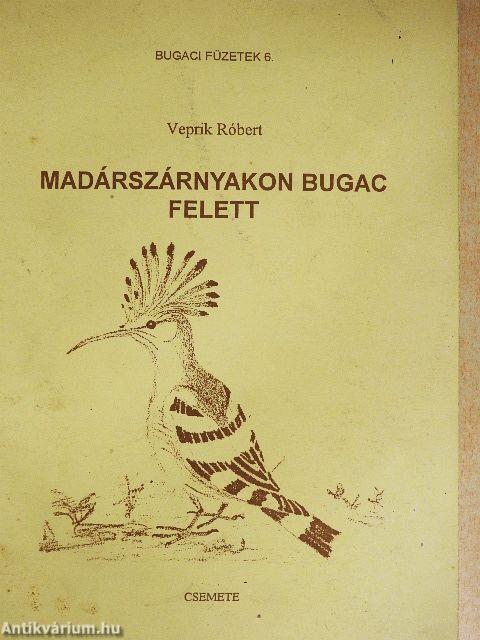 BUGACI FÜZETEK 6.
Veprik Róbert
MADÁRSZÁRNYAKON BUGAC
FELETT
CSEMETE
Antikvárium.hu